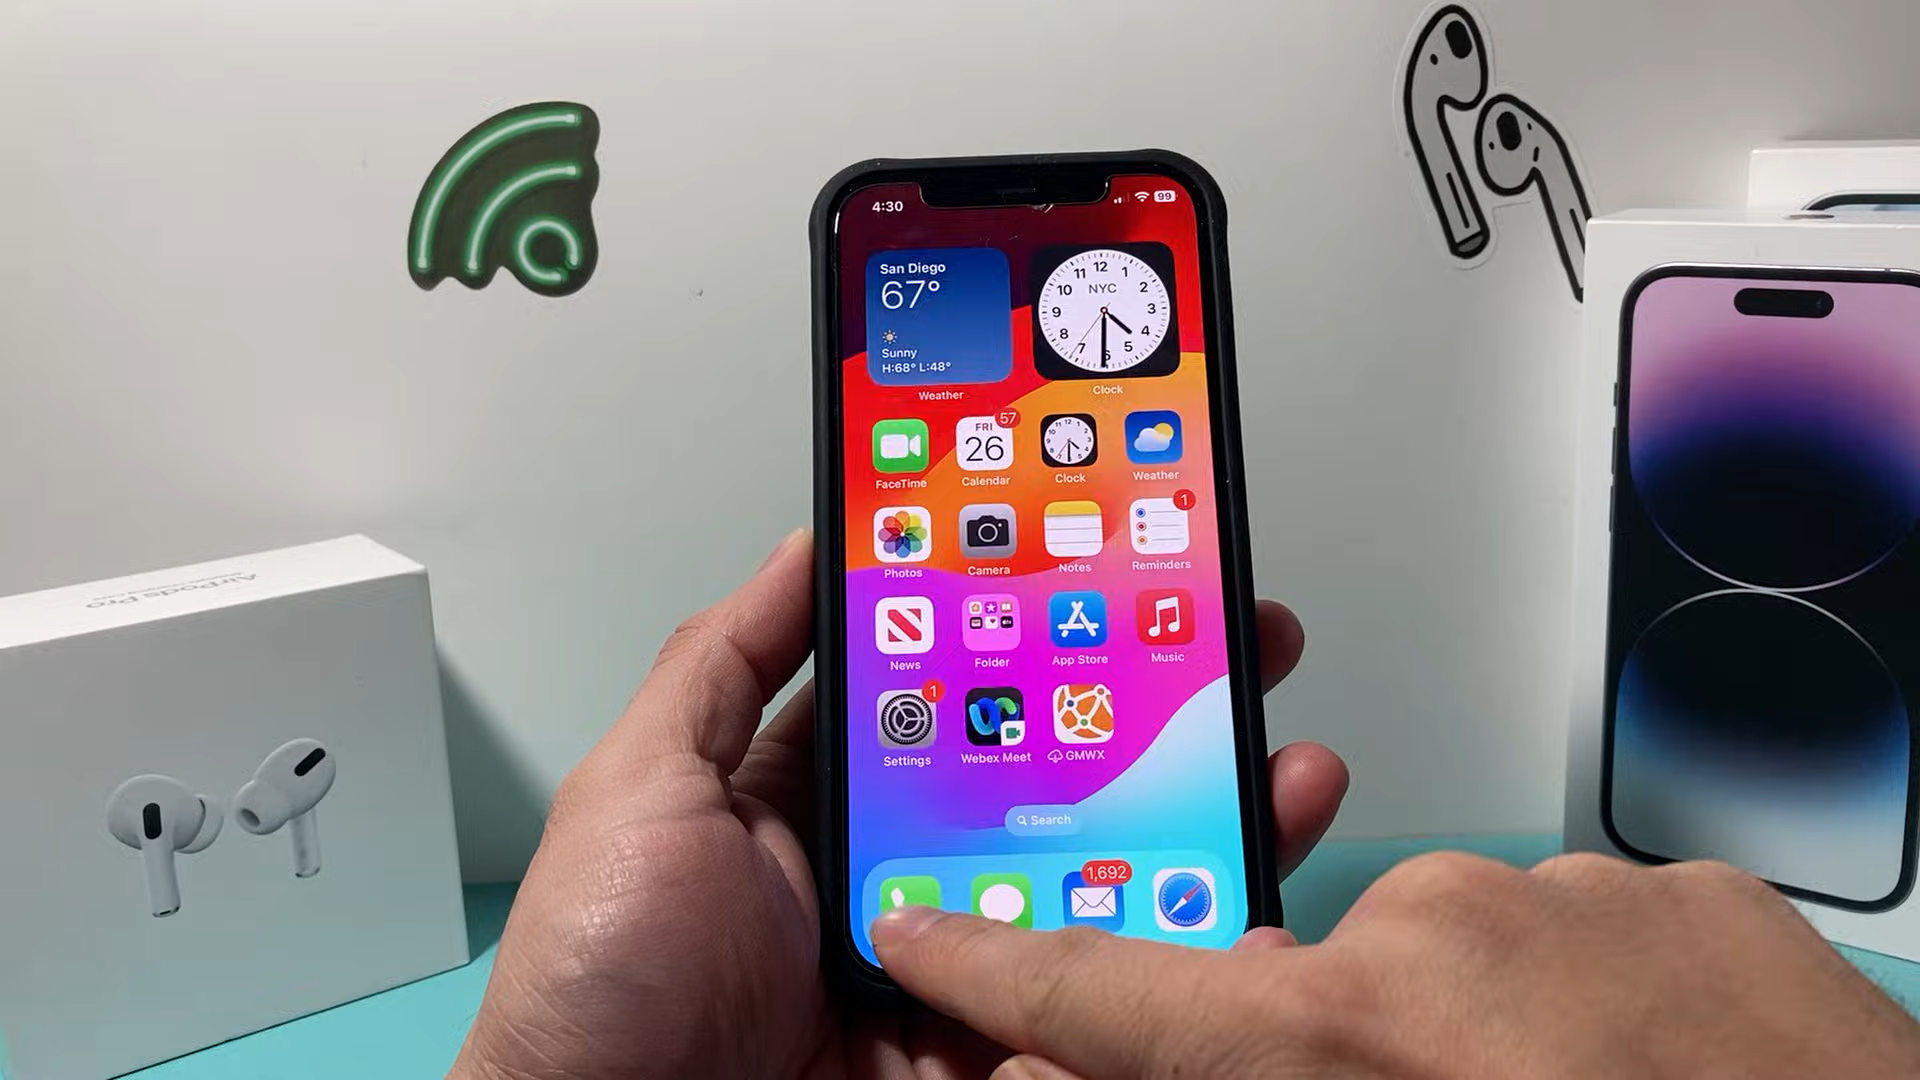 4:30
99
San Diego
67°
Sunny
H:68° L:48°
Weather
12
11 1
10 NYC 2
9 3
8 4
7 5
6
Clock
57
FRI
26
1
FaceTime
Calendar
Clock
Weather
Photos
Camera
Notes
Reminders
News
Folder
App Store
Music
1
Settings
Webex Meet
GMWX
Search
1,692
AirPods Pro